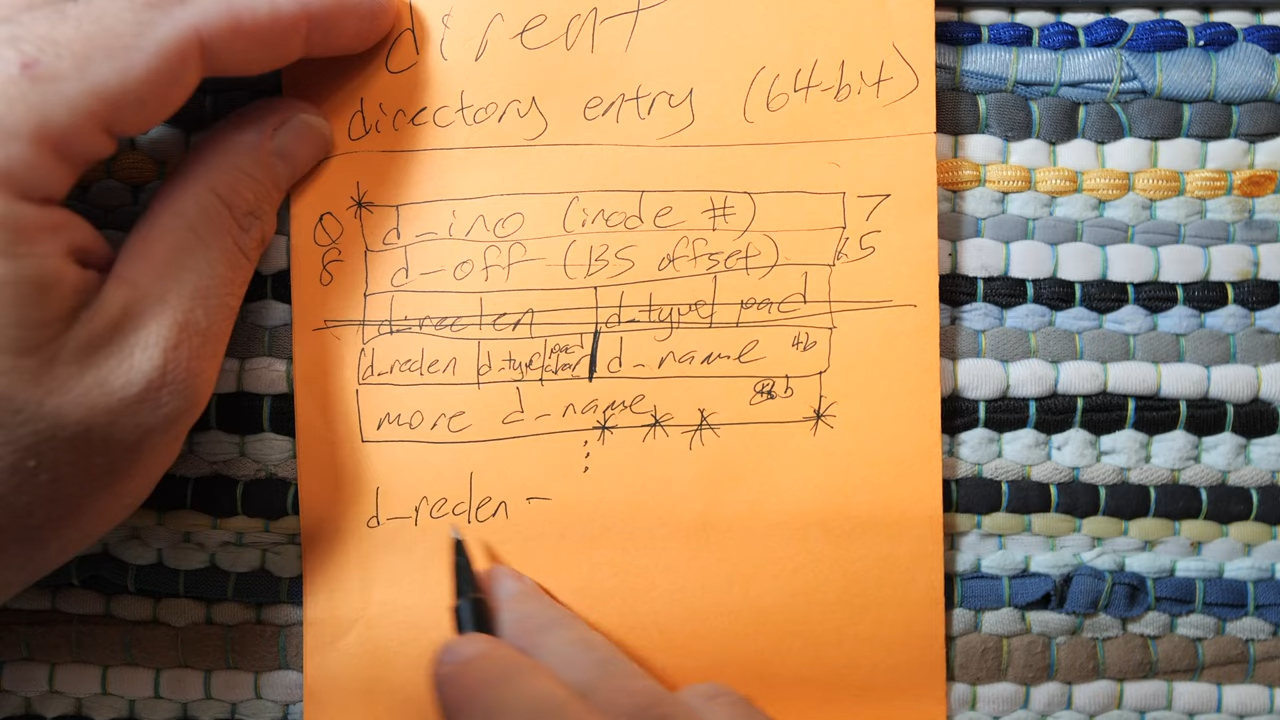 dirent
directory entry (64-bit)
0 d_ino (inode #) 7
8 d_off (BS offset) 15
d_reclen d_type pad
d_reclen d_type pad char d_name 4b
more d_name b
d_reclen -